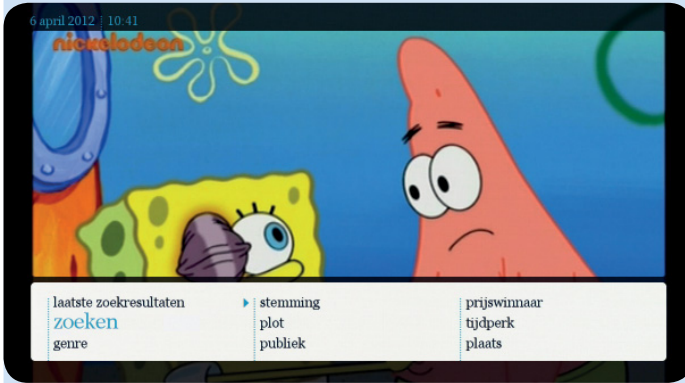 6 april 2012 | 10:41
nickelodeon
laatste zoekresultaten
zoeken
genre
stemming
plot
publiek
prijswinnaar
tijdperk
plaats